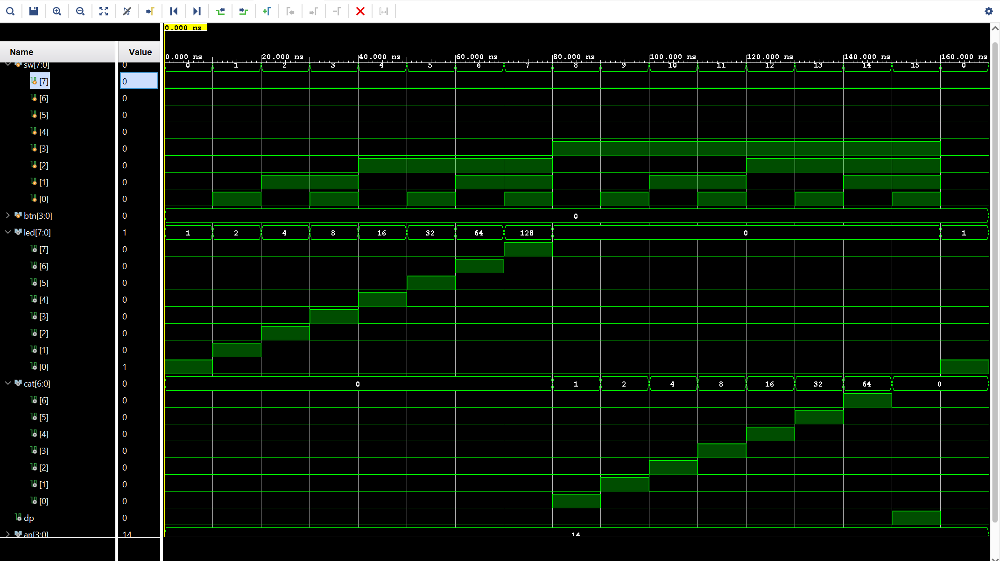 0.000 ns
Name Value
0.000 ns 20.000 ns 40.000 ns 60.000 ns 80.000 ns 100.000 ns 120.000 ns 140.000 ns 160.000 ns
sw[7:0] 0 0 1 2 3 4 5 6 7 8 9 10 11 12 13 14 15 0
[7] 0
[6] 0
[5] 0
[4] 0
[3] 0
[2] 0
[1] 0
[0] 0
btn[3:0] 0 0
led[7:0] 1 1 2 4 8 16 32 64 128 0 1
[7] 0
[6] 0
[5] 0
[4] 0
[3] 0
[2] 0
[1] 0
[0] 1
cat[6:0] 0 0 1 2 4 8 16 32 64 0
[6] 0
[5] 0
[4] 0
[3] 0
[2] 0
[1] 0
[0] 0
dp 0
an[3:0] 14 14